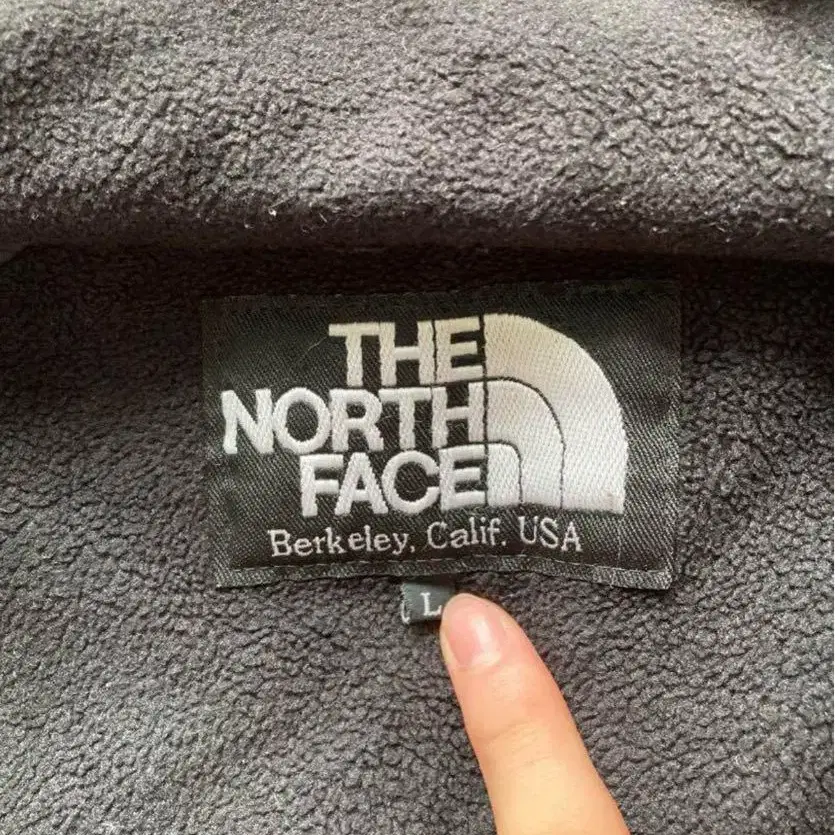 THE
NORTH
FACE
Berkeley, Calif. USA
L